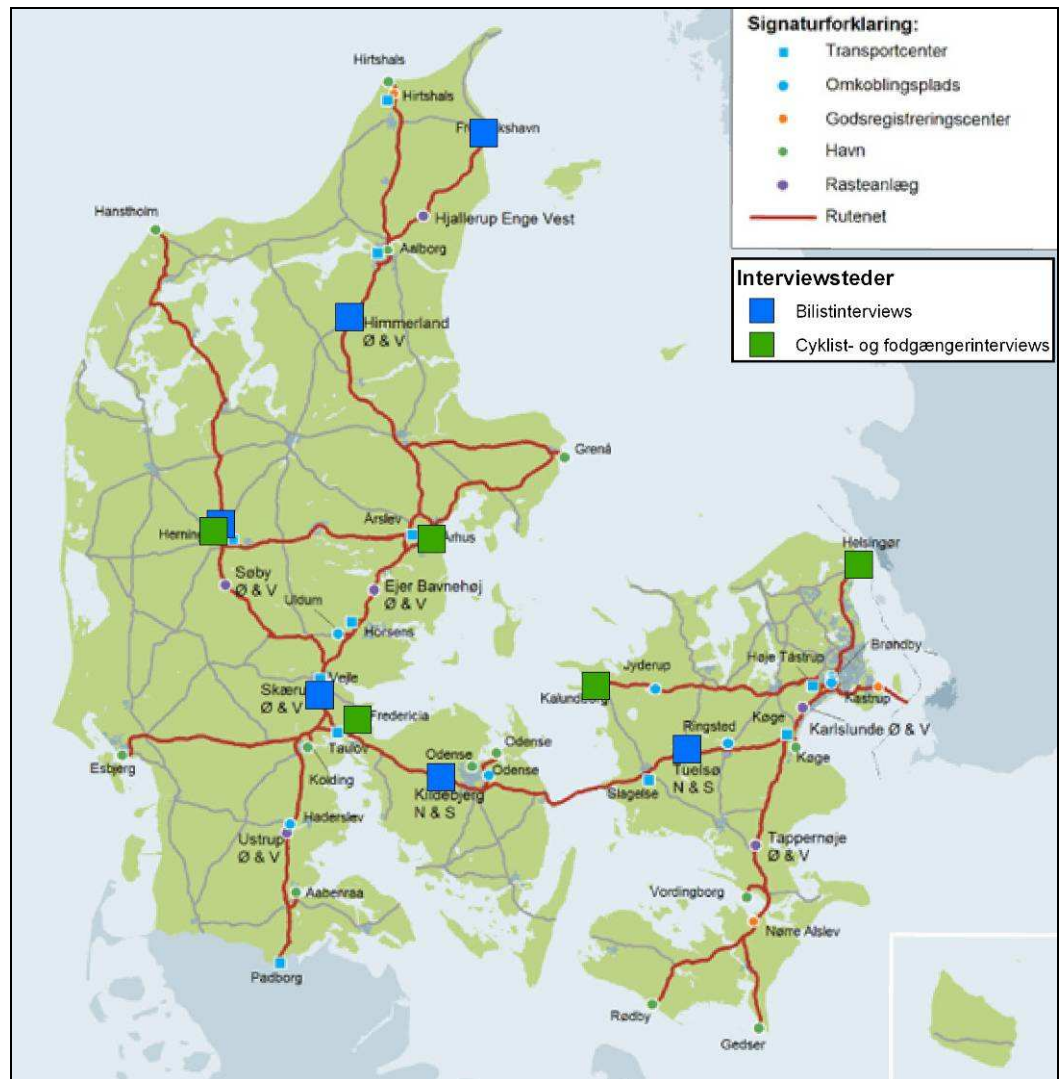 Signaturforklaring:
Transportcenter
Omkoblingsplads
Godsregistreringscenter
Havn
Rasteanlæg
Rutenet
Interviewsteder
Bilistinterviews
Cyklist- og fodgængerinterviews
Hirtshals
Hirtshals
Hanstholm
Hjallerup Enge Vest
Aalborg
Himmerland
Ø & V
Grenå
Årslev
Søby
Ø & V
Ejer Bavnehøj
Ø & V
Uldum
Horsens
Vejle
Ø & V
Fredericia
Taulov
Esbjerg
Kolding
Odense
Odense
Odense
Kildebjerg
N & S
Haderslev
Ustrup
Ø & V
Aabenraa
Padborg
Helsingør
Brøndby
Høje Tåstrup
Jyderup
Kastrup
Køge
Karlslunde Ø & V
Ringsted
Køge
Tuelsø
N & S
Slagelse
Tappernøje
Ø & V
Vordingborg
Nørre Alslev
Rødby
Gedser